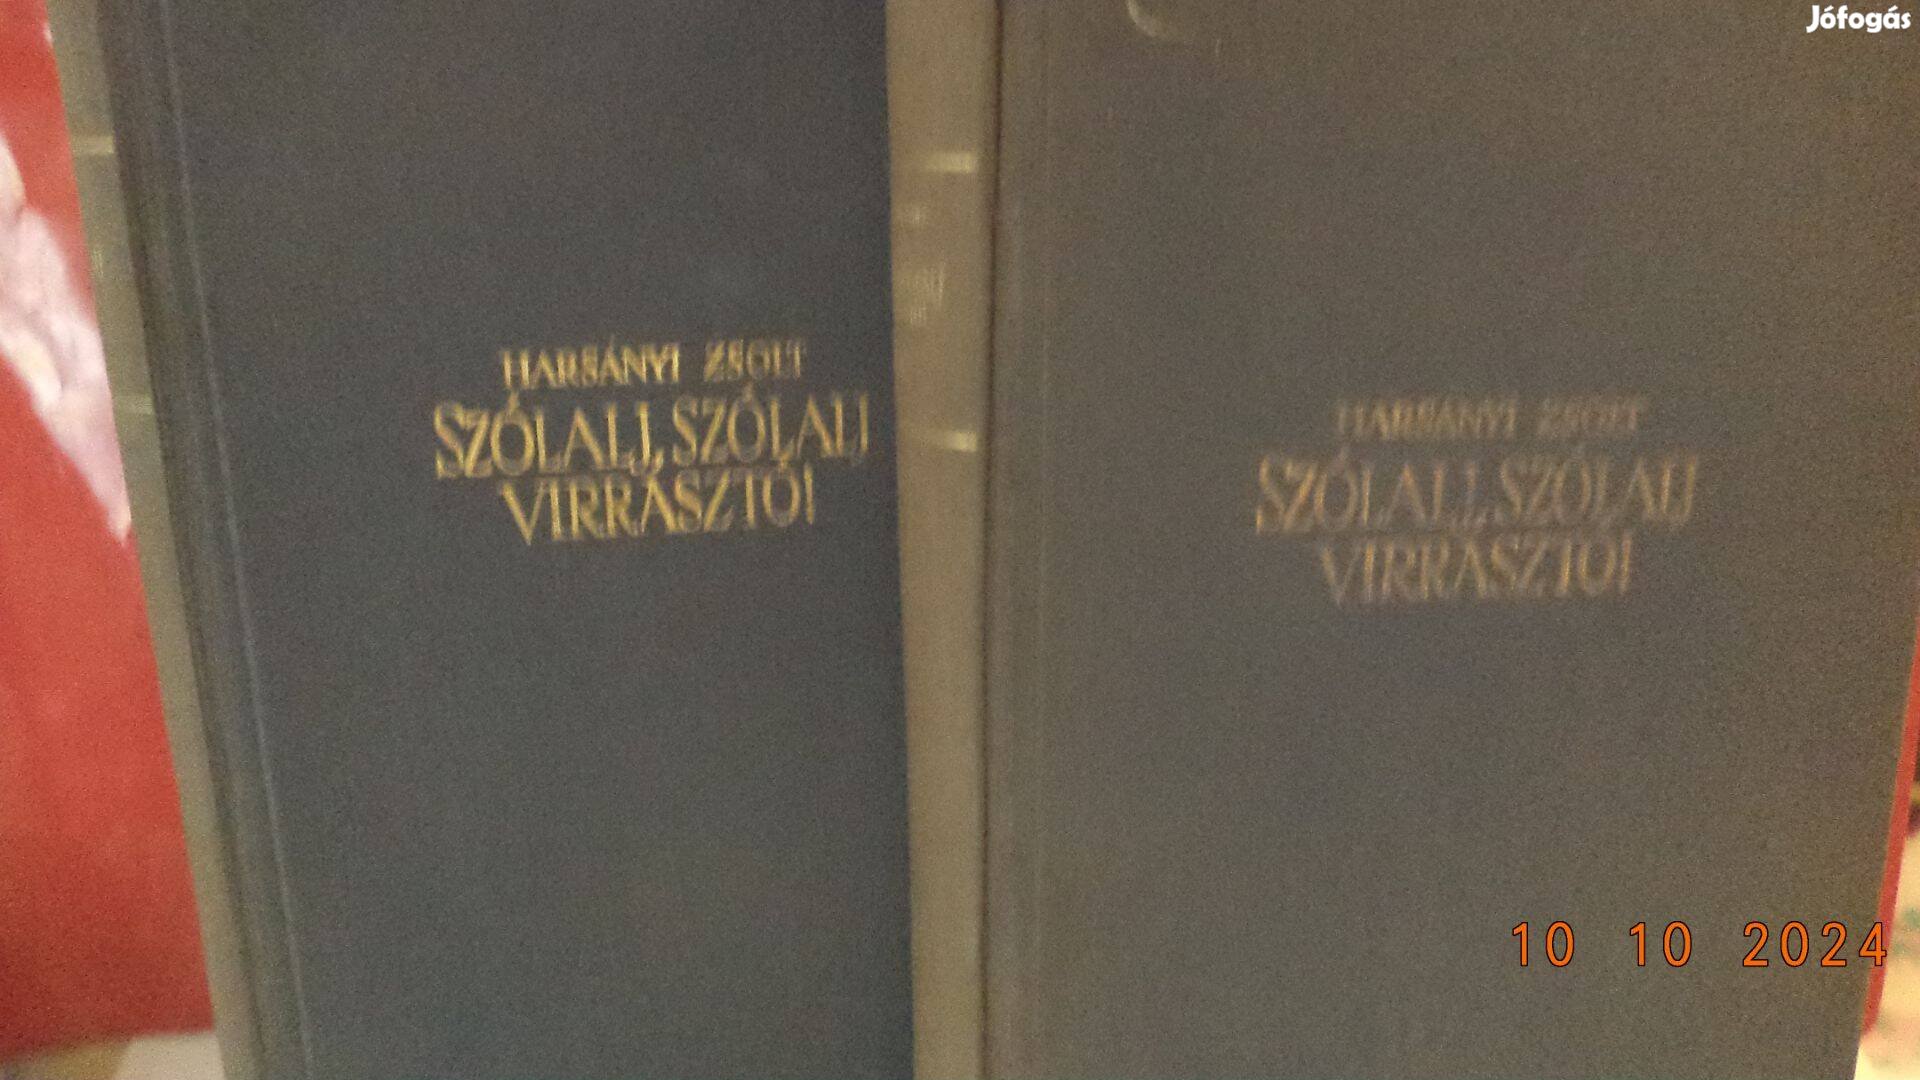 Jófogás
HARSÁNYI ZSOLT
SZÓLALJ, SZÓLALJ
VIRRASZTÓ!
HARSÁNYI ZSOLT
SZÓLALJ, SZÓLALJ
VIRRASZTÓ!
10 10 2024